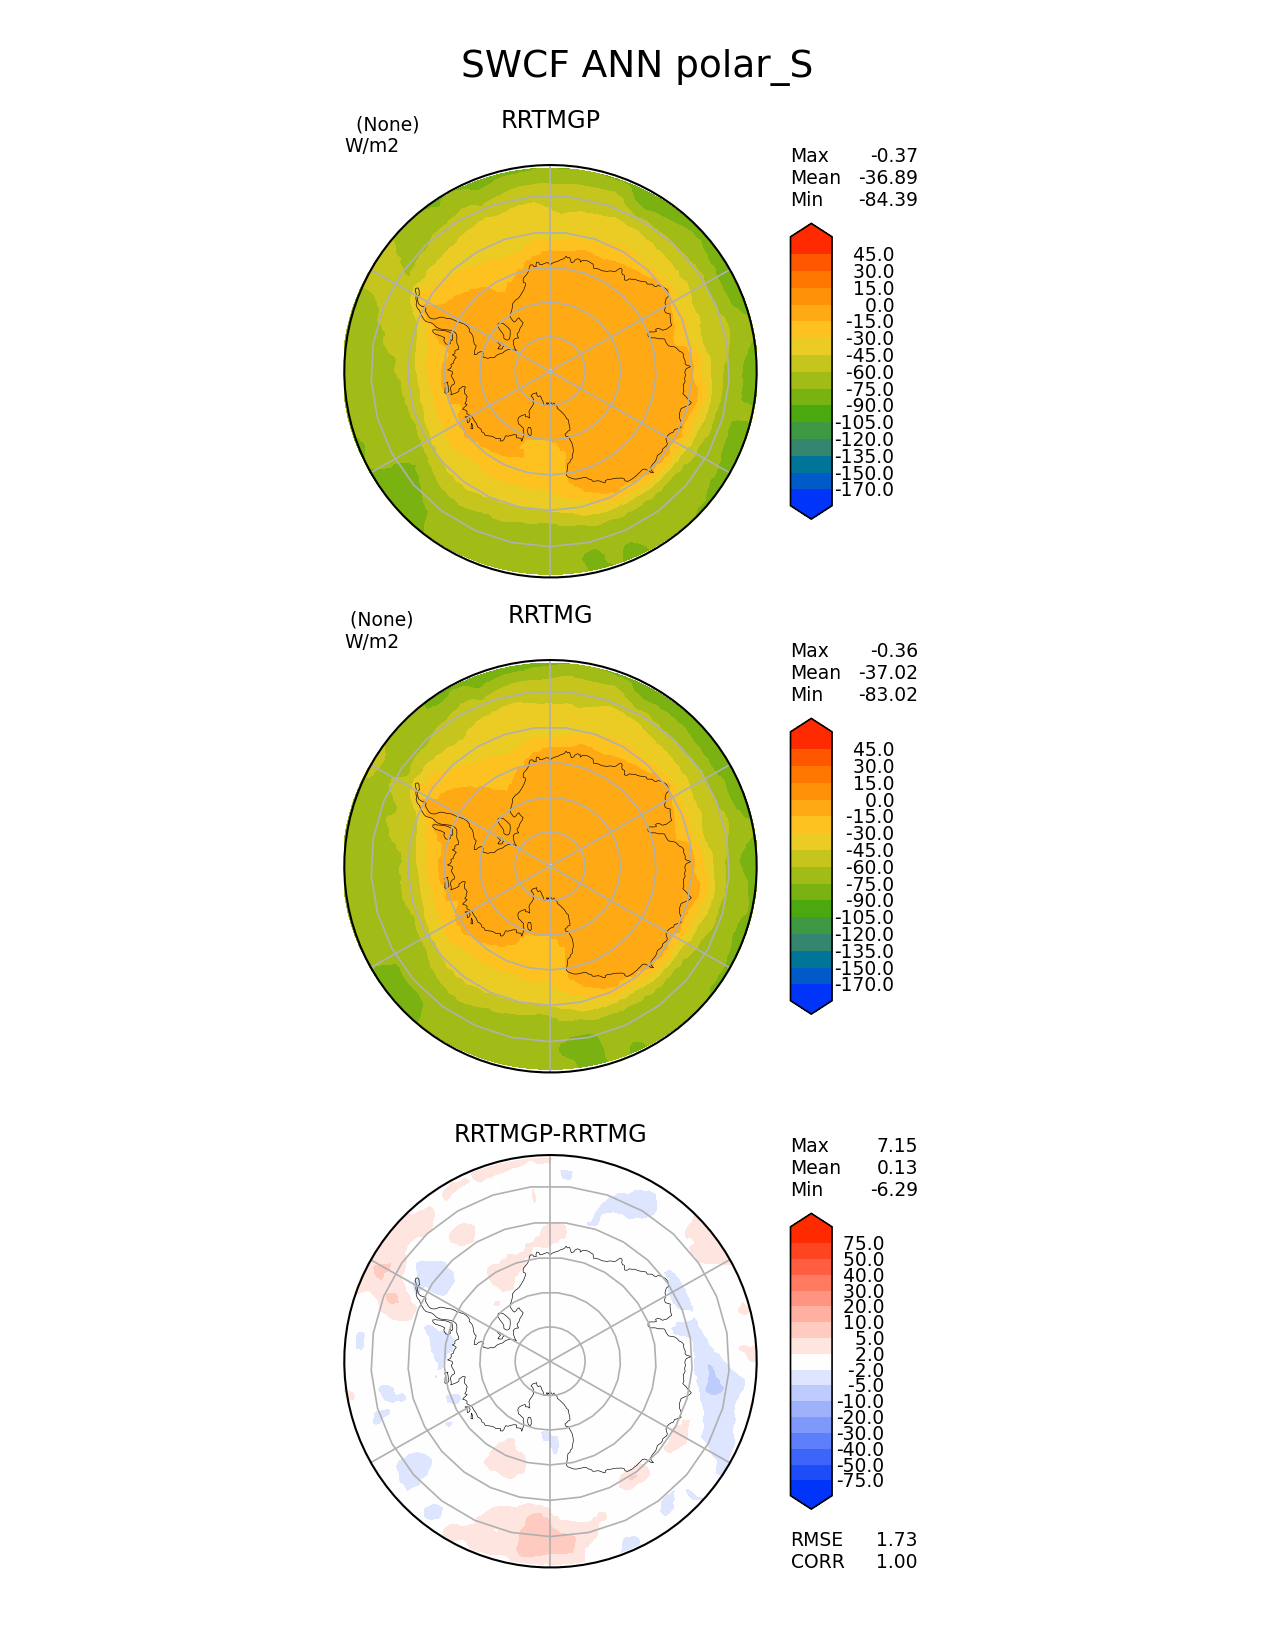 SWCF ANN polar_S
(None)
RRTMGP
W/m2
Max -0.37
Mean -36.89
Min -84.39
45.0
30.0
15.0
0.0
-15.0
-30.0
-45.0
-60.0
-75.0
-90.0
-105.0
-120.0
-135.0
-150.0
-170.0
(None)
RRTMG
W/m2
Max -0.36
Mean -37.02
Min -83.02
45.0
30.0
15.0
0.0
-15.0
-30.0
-45.0
-60.0
-75.0
-90.0
-105.0
-120.0
-135.0
-150.0
-170.0
RRTMGP-RRTMG
Max 7.15
Mean 0.13
Min -6.29
75.0
50.0
40.0
30.0
20.0
10.0
5.0
2.0
-2.0
-5.0
-10.0
-20.0
-30.0
-40.0
-50.0
-75.0
RMSE 1.73
CORR 1.00